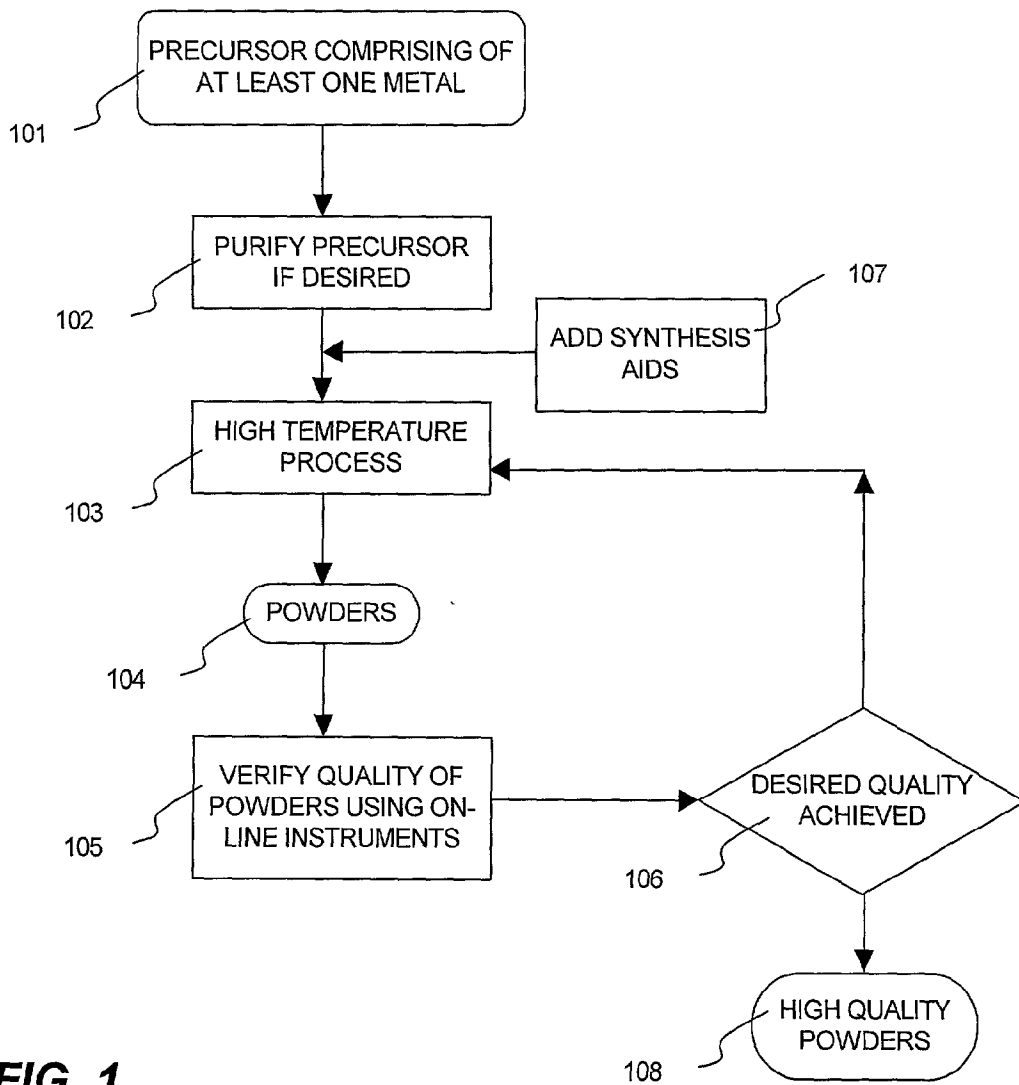 PRECURSOR COMPRISING OF
AT LEAST ONE METAL
101
PURIFY PRECURSOR
IF DESIRED
102
107
ADD SYNTHESIS
AIDS
HIGH TEMPERATURE
PROCESS
103
POWDERS
104
VERIFY QUALITY OF
POWDERS USING ON-
LINE INSTRUMENTS
105
DESIRED QUALITY
ACHIEVED
106
HIGH QUALITY
POWDERS
108
FIG. 1